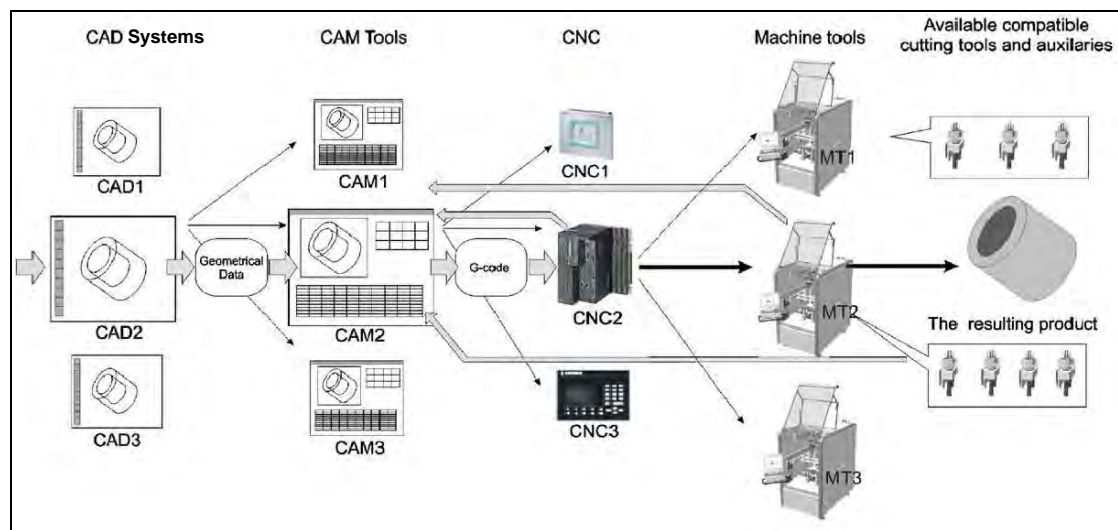 CAD Systems
CAM Tools
CNC
Machine tools
Available compatible
cutting tools and auxilaries
CAD1
CAM1
CNC1
MT1
Geometrical
Data
G-code
CAD2
CAM2
CNC2
MT2
The resulting product
CAD3
CAM3
CNC3
MT3